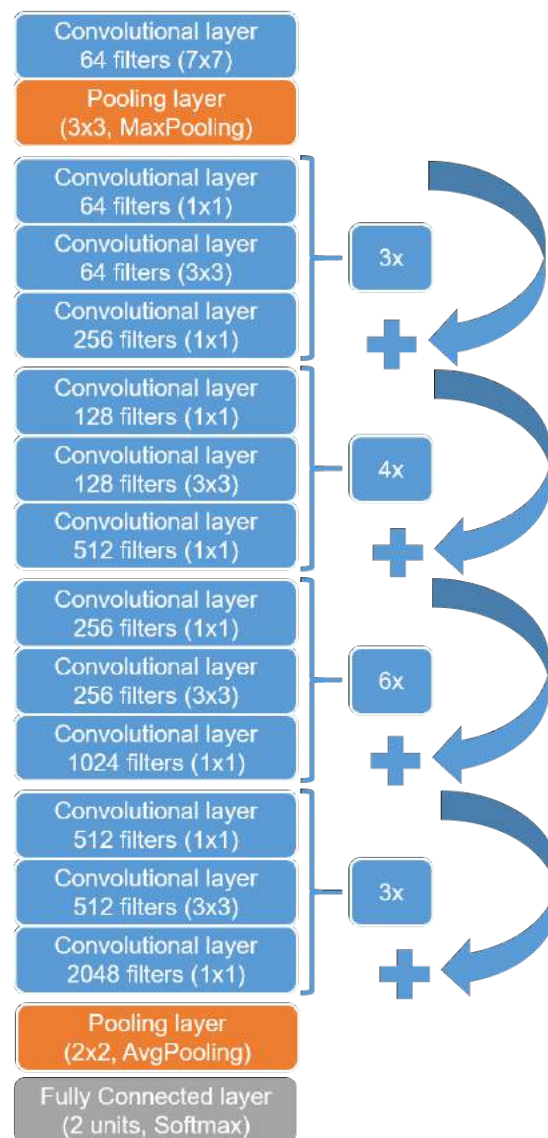 Convolutional layer
64 filters (7x7)
Pooling layer
(3x3, MaxPooling)
Convolutional layer
64 filters (1x1)
Convolutional layer
64 filters (3x3)
Convolutional layer
256 filters (1x1)
3x
Convolutional layer
128 filters (1x1)
Convolutional layer
128 filters (3x3)
Convolutional layer
512 filters (1x1)
4x
Convolutional layer
256 filters (1x1)
Convolutional layer
256 filters (3x3)
Convolutional layer
1024 filters (1x1)
6x
Convolutional layer
512 filters (1x1)
Convolutional layer
512 filters (3x3)
Convolutional layer
2048 filters (1x1)
3x
Pooling layer
(2x2, AvgPooling)
Fully Connected layer
(2 units, Softmax)